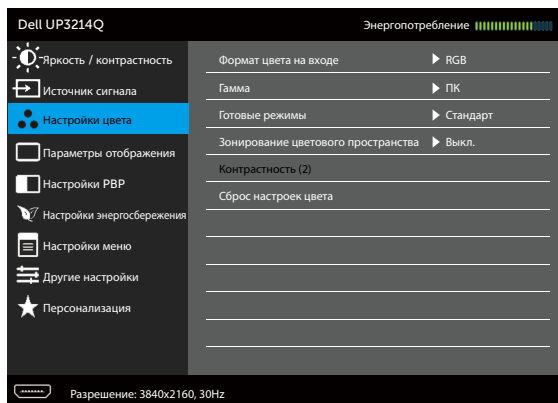 Dell UP3214Q
Энергопотребление
Яркость / контрастность
Источник сигнала
Настройки цвета
Параметры отображения
Настройки PBP
Настройки энергосбережения
Настройки меню
Другие настройки
Персонализация
Формат цвета на входе RGB
Гамма ПК
Готовые режимы Стандарт
Зонирование цветового пространства Выкл.
Контрастность (2)
Сброс настроек цвета
Разрешение: 3840x2160, 30Hz